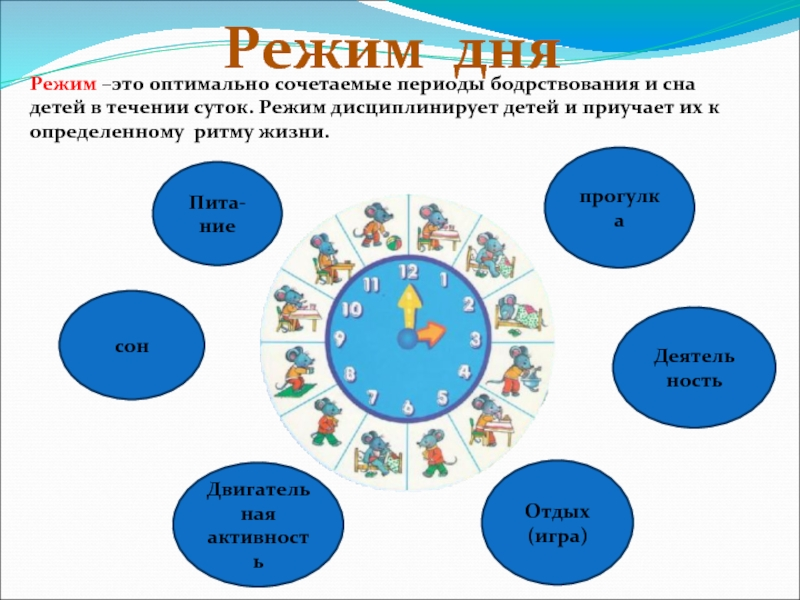 Режим дня
Режим –это оптимально сочетаемые периоды бодрствования и сна
детей в течении суток. Режим дисциплинирует детей и приучает их к
определенному ритму жизни.
Пита-
ние
прогулк
а
12
11
1
10
2
9
3
8
4
7
5
6
сон
Деятель
ность
Двигатель
ная
активност
ь
Отдых
(игра)